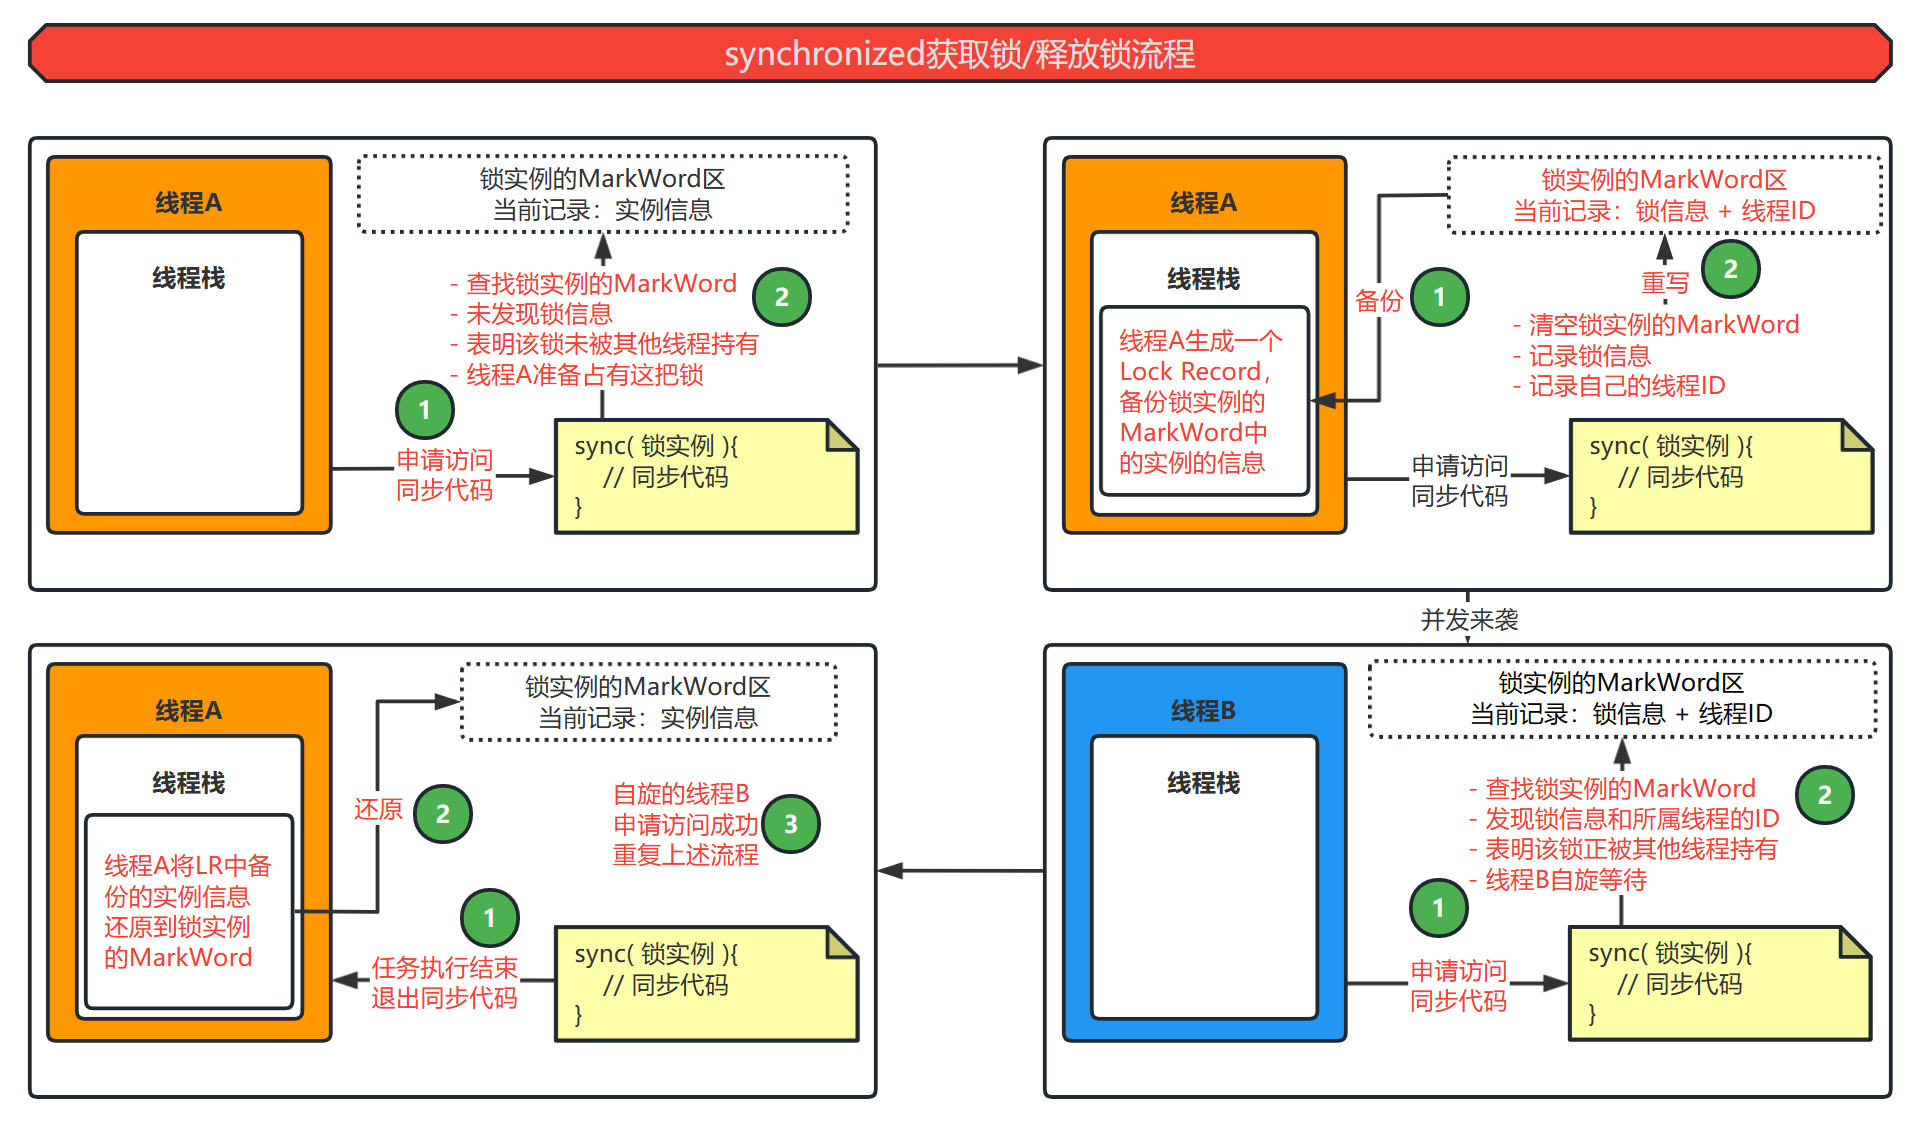 synchronized获取锁/释放锁流程
线程A
线程栈
锁实例的MarkWord区
当前记录：实例信息
- 查找锁实例的MarkWord
- 未发现锁信息
- 表明该锁未被其他线程持有
- 线程A准备占有这把锁
2
1
申请访问
同步代码
sync( 锁实例 ){
// 同步代码
}
线程A
线程栈
线程A生成一个
Lock Record，
备份锁实例的
MarkWord中
的实例的信息
锁实例的MarkWord区
当前记录：锁信息 + 线程ID
备份
1
重写
2
- 清空锁实例的MarkWord
- 记录锁信息
- 记录自己的线程ID
申请访问
同步代码
sync( 锁实例 ){
// 同步代码
}
并发来袭
线程B
线程栈
锁实例的MarkWord区
当前记录：锁信息 + 线程ID
- 查找锁实例的MarkWord
- 发现锁信息和所属线程的ID
- 表明该锁正被其他线程持有
- 线程B自旋等待
2
1
申请访问
同步代码
sync( 锁实例 ){
// 同步代码
}
线程A
线程栈
线程A将LR中备
份的实例信息
还原到锁实例
的MarkWord
锁实例的MarkWord区
当前记录：实例信息
还原
2
自旋的线程B
申请访问成功
重复上述流程
3
1
任务执行结束
退出同步代码
sync( 锁实例 ){
// 同步代码
}